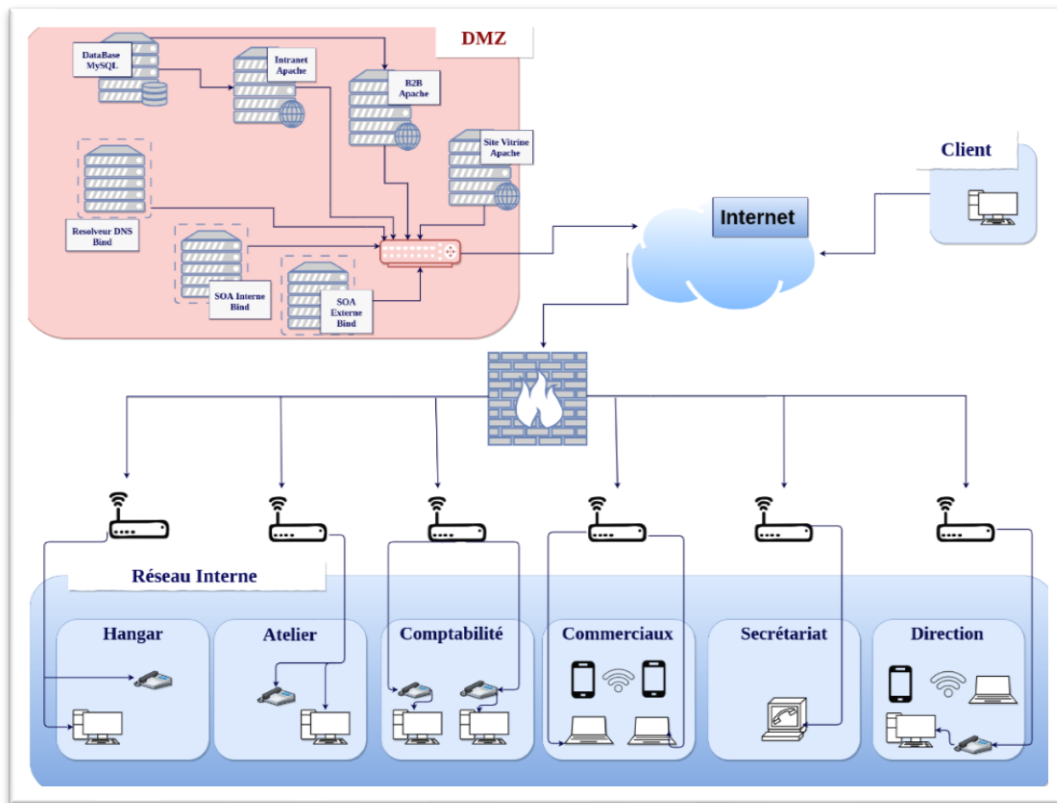 DMZ
DataBase
MySQL
Intranet
Apache
B2B
Apache
Site Vitrine
Apache
Resolveur DNS
Bind
SOA Interne
Bind
SOA
Externe
Bind
Internet
Client
Réseau Interne
Hangar
Atelier
Comptabilité
Commerciaux
Secrétariat
Direction